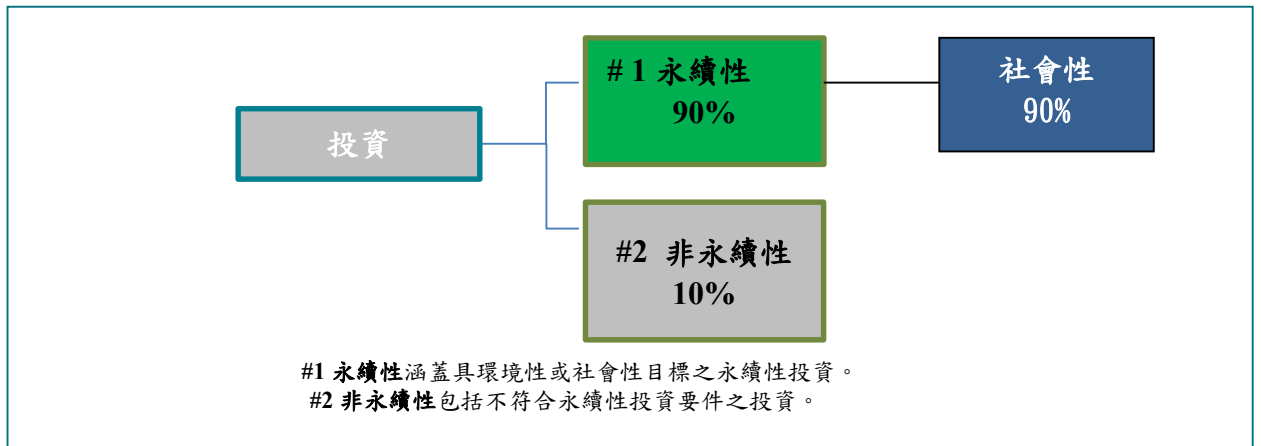 投資
# 1 永續性
90%
社會性
90%
#2 非永續性
10%
#1 永續性涵蓋具環境性或社會性目標之永續性投資。
#2 非永續性包括不符合永續性投資要件之投資。